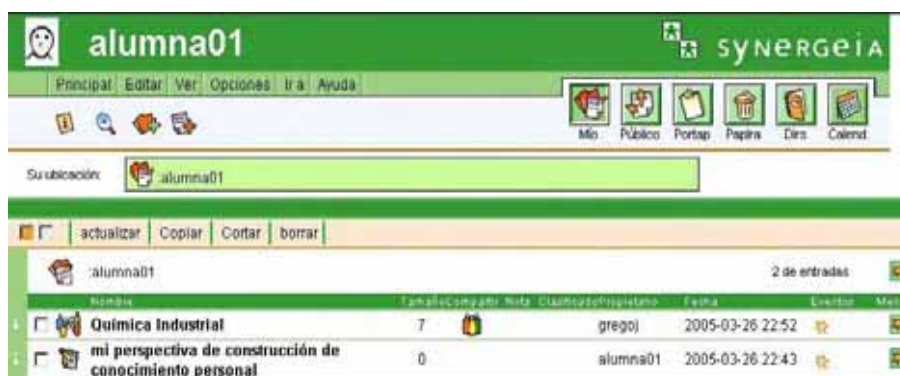 alumna01
SYNERGEIA
Principal Editar Ver Opciones Ir a Ayuda
Mío Público Portap Papira Dirs Calend
Su ubicación: :alumna01
actualizar Copiar Cortar borrar
:alumna01 2 de entradas
Nombre Tamaño Compartir Nota Clasificado Propietario Fecha Eventos
Química Industrial 7 gregoj 2005-03-26 22:52
mi perspectiva de construcción de
conocimiento personal 0 alumna01 2005-03-26 22:43